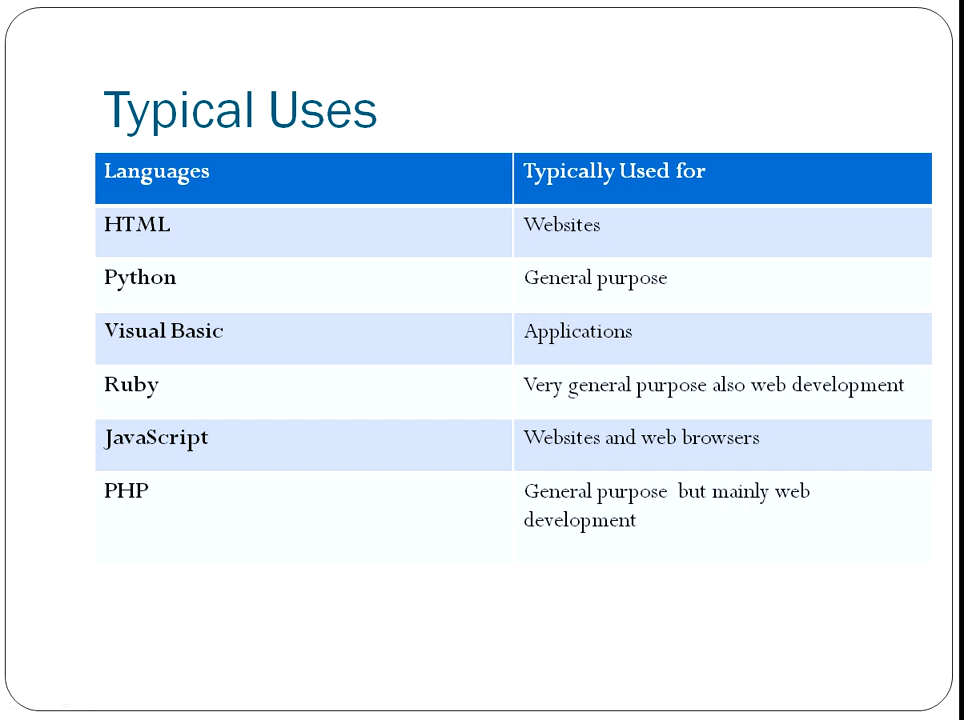 Typical Uses
Languages Typically Used for
HTML Websites
Python General purpose
Visual Basic Applications
Ruby Very general purpose also web development
JavaScript Websites and web browsers
PHP General purpose  but mainly web
development